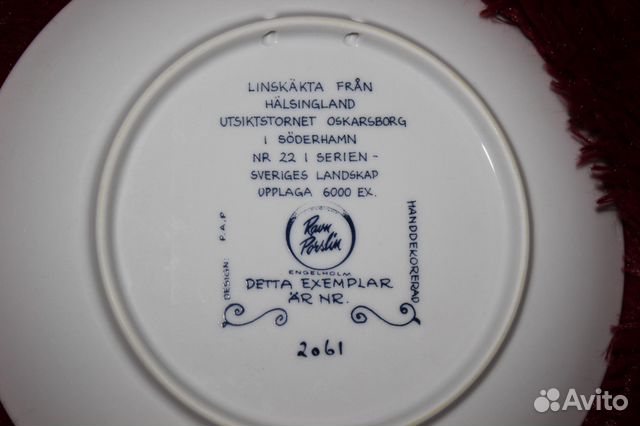 LINSKÄKTA FRÅN
HÄLSINGLAND
UTSIKTSTORNET OSKARSBORG
I SÖDERHAMN
NR 22 I SERIEN -
SVERIGES LANDSKAP
UPPLAGA 6000 EX.
DESIGN: P.A.P
Ravn
Porslin
ENGELHOLM
HANDDEKORERAD
DETTA EXEMPLAR
ÄR NR.
2061
Avito